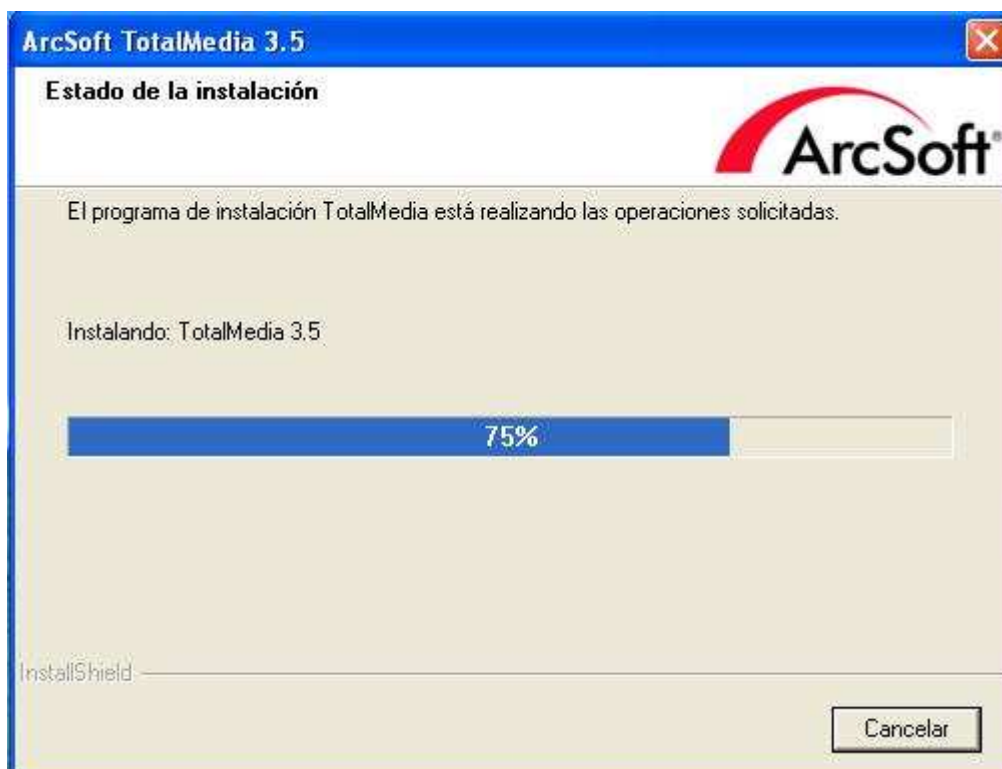 ArcSoft TotalMedia 3.5
Estado de la instalación
ArcSoft®
El programa de instalación TotalMedia está realizando las operaciones solicitadas.
Instalando: TotalMedia 3.5
75%
InstallShield
Cancelar